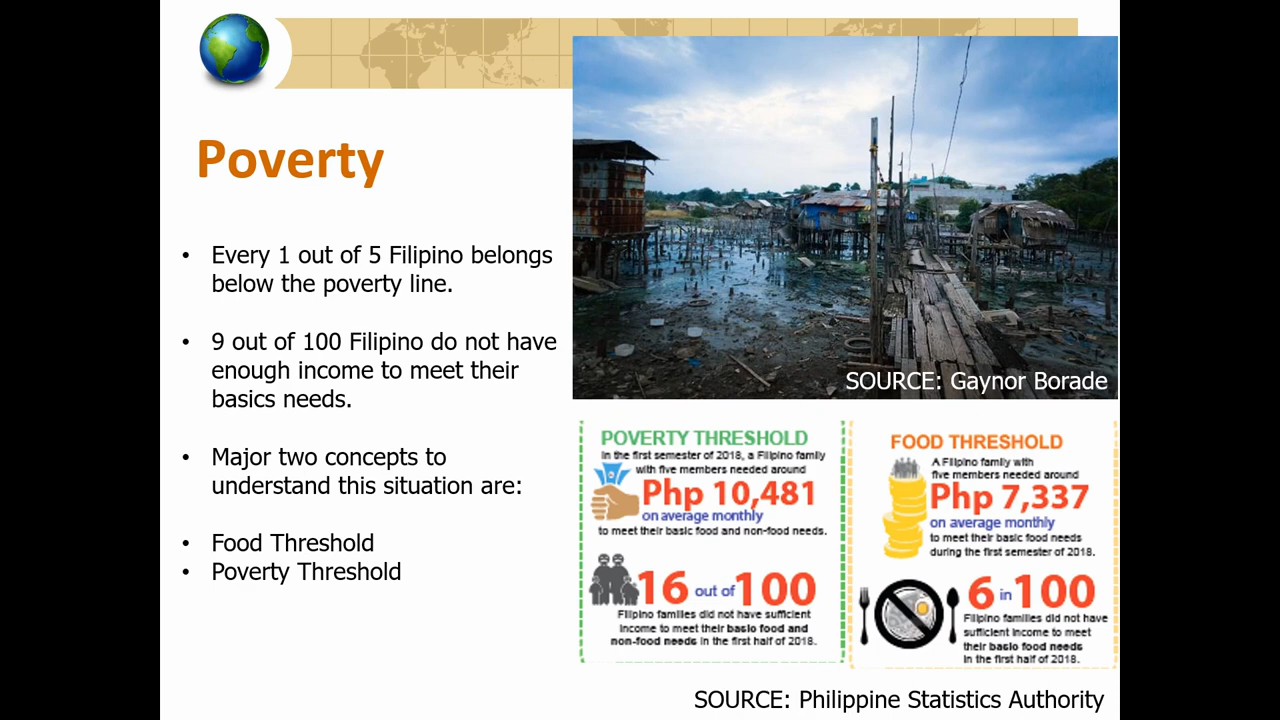 Poverty
• Every 1 out of 5 Filipino belongs
below the poverty line.
• 9 out of 100 Filipino do not have
enough income to meet their
basics needs.
• Major two concepts to
understand this situation are:
• Food Threshold
• Poverty Threshold
SOURCE: Gaynor Borade
POVERTY THRESHOLD
In the first semester of 2018, a Filipino family
with five members needed around
Php 10,481
on average monthly
to meet their basic food and non-food needs.
16 out of 100
Filipino families did not have sufficient
income to meet their basic food and
non-food needs in the first half of 2018.
FOOD THRESHOLD
A Filipino family with
five members needed around
Php 7,337
on average monthly
to meet their basic food needs
during the first semester of 2018.
6 in 100
Filipino families did not have
sufficient income to meet
their basic food needs
in the first half of 2018.
SOURCE: Philippine Statistics Authority